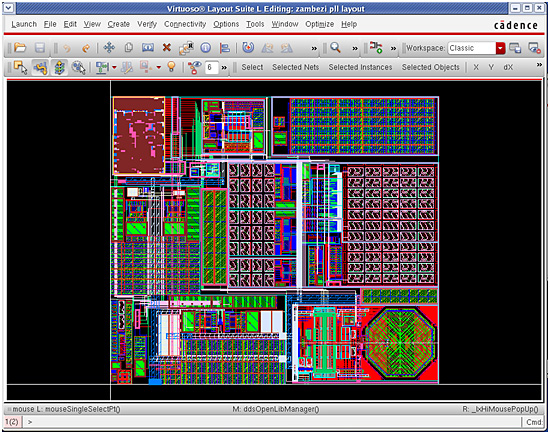 Virtuoso® Layout Suite L Editing: zambezi pll layout
Launch File Edit View Create Verify Connectivity Options Tools Window Optimize Help cādence
» » Workspace: Classic
6 » Select Selected Nets Selected Instances Selected Objects X Y dX »
mouse L: mouseSingleSelectPt() M: ddsOpenLibManager() R: _lxHiMousePopUp()
1(2) > Cmd: